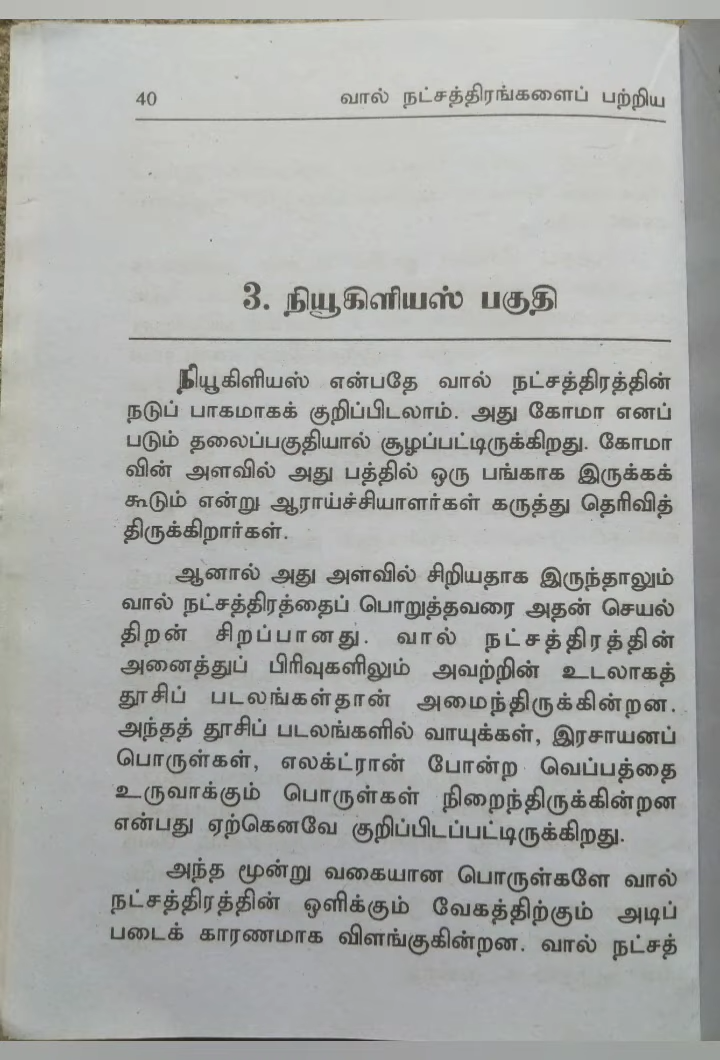 40
வால் நட்சத்திரங்களைப் பற்றிய
3. நியூகிளியஸ் பகுதி
நியூகிளியஸ் என்பதே வால் நட்சத்திரத்தின்
நடுப் பாகமாகக் குறிப்பிடலாம். அது கோமா எனப்
படும் தலைப்பகுதியால் சூழப்பட்டிருக்கிறது. கோமா
வின் அளவில் அது பத்தில் ஒரு பங்காக இருக்கக்
கூடும் என்று ஆராய்ச்சியாளர்கள் கருத்து தெரிவித்
திருக்கிறார்கள்.
ஆனால் அது அளவில் சிறியதாக இருந்தாலும்
வால் நட்சத்திரத்தைப் பொறுத்தவரை அதன் செயல்
திறன் சிறப்பானது. வால் நட்சத்திரத்தின்
அனைத்துப் பிரிவுகளிலும் அவற்றின் உடலாகத்
தூசிப் படலங்கள்தான் அமைந்திருக்கின்றன.
அந்தத் தூசிப் படலங்களில் வாயுக்கள், இரசாயனப்
பொருள்கள், எலக்ட்ரான் போன்ற வெப்பத்தை
உருவாக்கும் பொருள்கள் நிறைந்திருக்கின்றன
என்பது ஏற்கெனவே குறிப்பிடப்பட்டிருக்கிறது.
அந்த மூன்று வகையான பொருள்களே வால்
நட்சத்திரத்தின் ஒளிக்கும் வேகத்திற்கும் அடிப்
படைக் காரணமாக விளங்குகின்றன. வால் நட்சத்